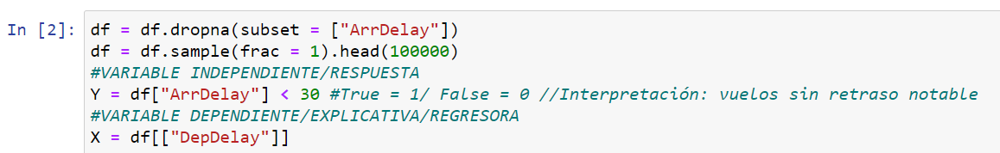 In [2]: df = df.dropna(subset = ["ArrDelay"])
df = df.sample(frac = 1).head(100000)
#VARIABLE INDEPENDIENTE/RESPUESTA
Y = df["ArrDelay"] < 30 #True = 1/ False = 0 //Interpretación: vuelos sin retraso notable
#VARIABLE DEPENDIENTE/EXPLICATIVA/REGRESORA
X = df[["DepDelay"]]